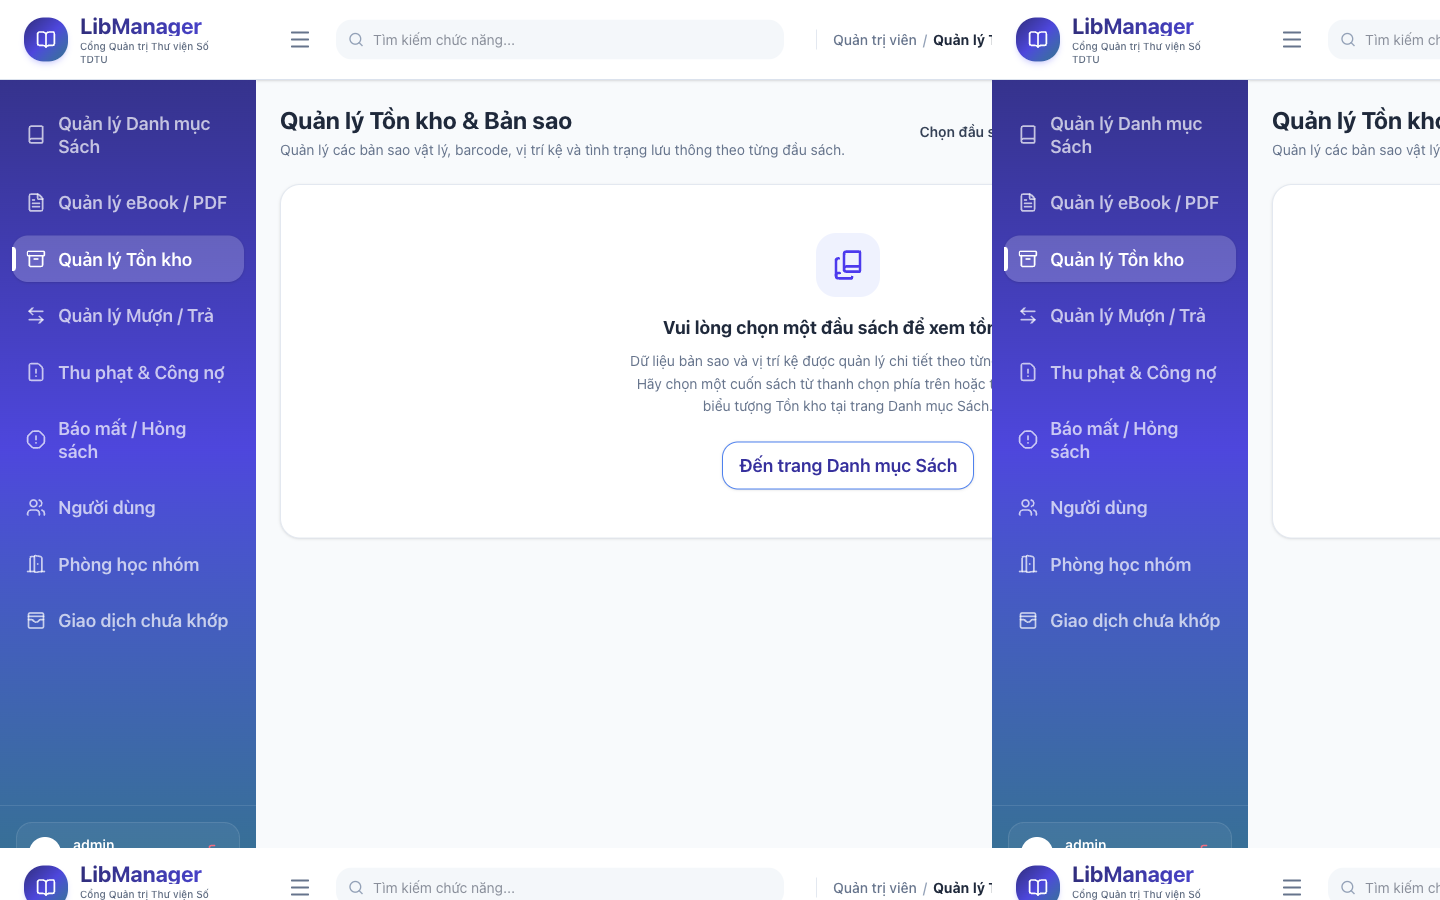 LibManager
Cổng Quản trị Thư viện Số
TDTU
Tìm kiếm chức năng...
Quản trị viên / Quản lý
Quản lý Danh mục
Sách
Quản lý eBook / PDF
Quản lý Tồn kho
Quản lý Mượn / Trả
Thu phạt & Công nợ
Báo mất / Hỏng
sách
Người dùng
Phòng học nhóm
Giao dịch chưa khớp
admin
Quản lý Tồn kho & Bản sao
Quản lý các bản sao vật lý, barcode, vị trí kệ và tình trạng lưu thông theo từng đầu sách.
Chọn đầu
Vui lòng chọn một đầu sách để xem tồn
Dữ liệu bản sao và vị trí kệ được quản lý chi tiết theo từng
Hãy chọn một cuốn sách từ thanh chọn phía trên hoặc
biểu tượng Tồn kho tại trang Danh mục Sách.
Đến trang Danh mục Sách
LibManager
Cổng Quản trị Thư viện Số
TDTU
Tìm kiếm
Quản lý Danh mục
Sách
Quản lý eBook / PDF
Quản lý Tồn kho
Quản lý Mượn / Trả
Thu phạt & Công nợ
Báo mất / Hỏng
sách
Người dùng
Phòng học nhóm
Giao dịch chưa khớp
admin
Quản lý Tồn kho
Quản lý các bản sao vật lý
LibManager
Cổng Quản trị Thư viện Số
Tìm kiếm chức năng...
Quản trị viên / Quản lý
LibManager
Cổng Quản trị Thư viện Số
Tìm kiếm